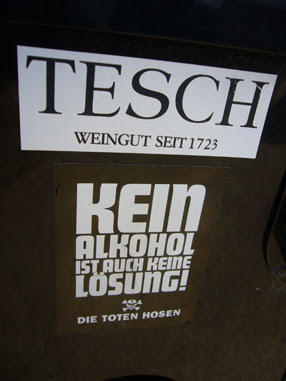 TESCH
WEINGUT SEIT 1723
KEIN
ALKOHOL
IST AUCH KEINE
LÖSUNG!
DIE TOTEN HOSEN